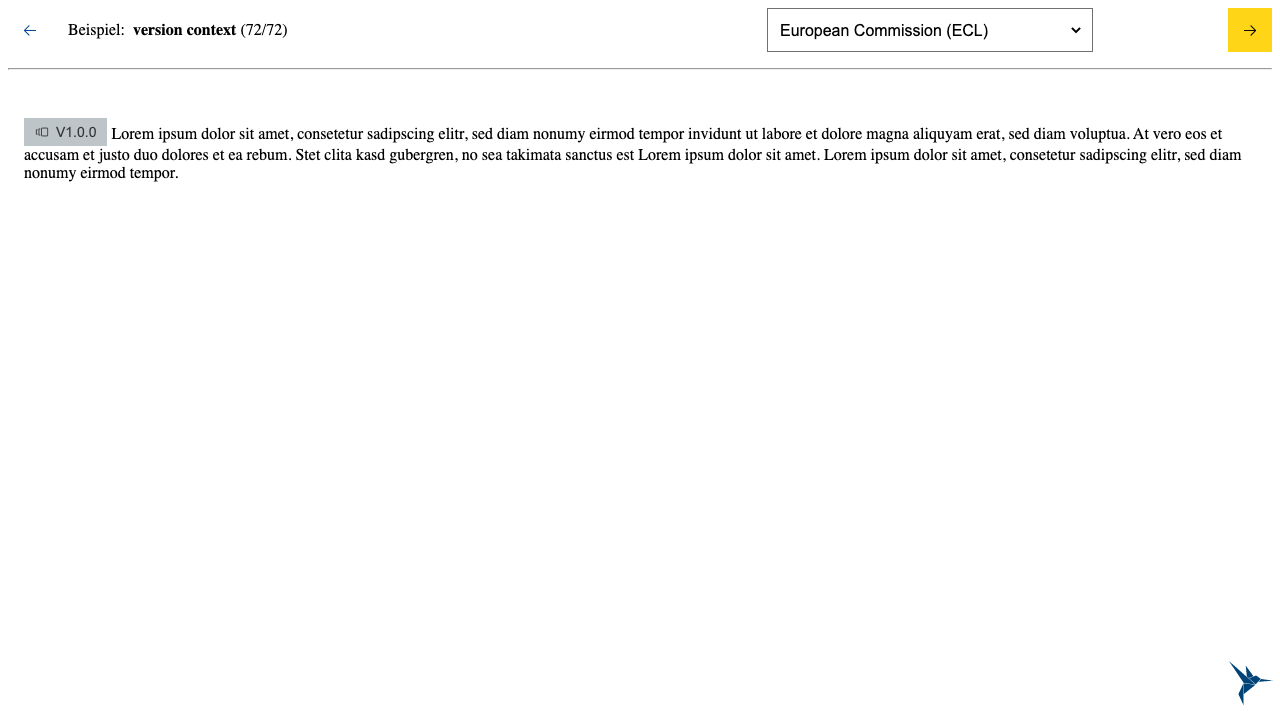 Beispiel: version context (72/72)
European Commission (ECL)
V1.0.0 Lorem ipsum dolor sit amet, consetetur sadipscing elitr, sed diam nonumy eirmod tempor invidunt ut labore et dolore magna aliquyam erat, sed diam voluptua. At vero eos et
accusam et justo duo dolores et ea rebum. Stet clita kasd gubergren, no sea takimata sanctus est Lorem ipsum dolor sit amet. Lorem ipsum dolor sit amet, consetetur sadipscing elitr, sed diam
nonumy eirmod tempor.